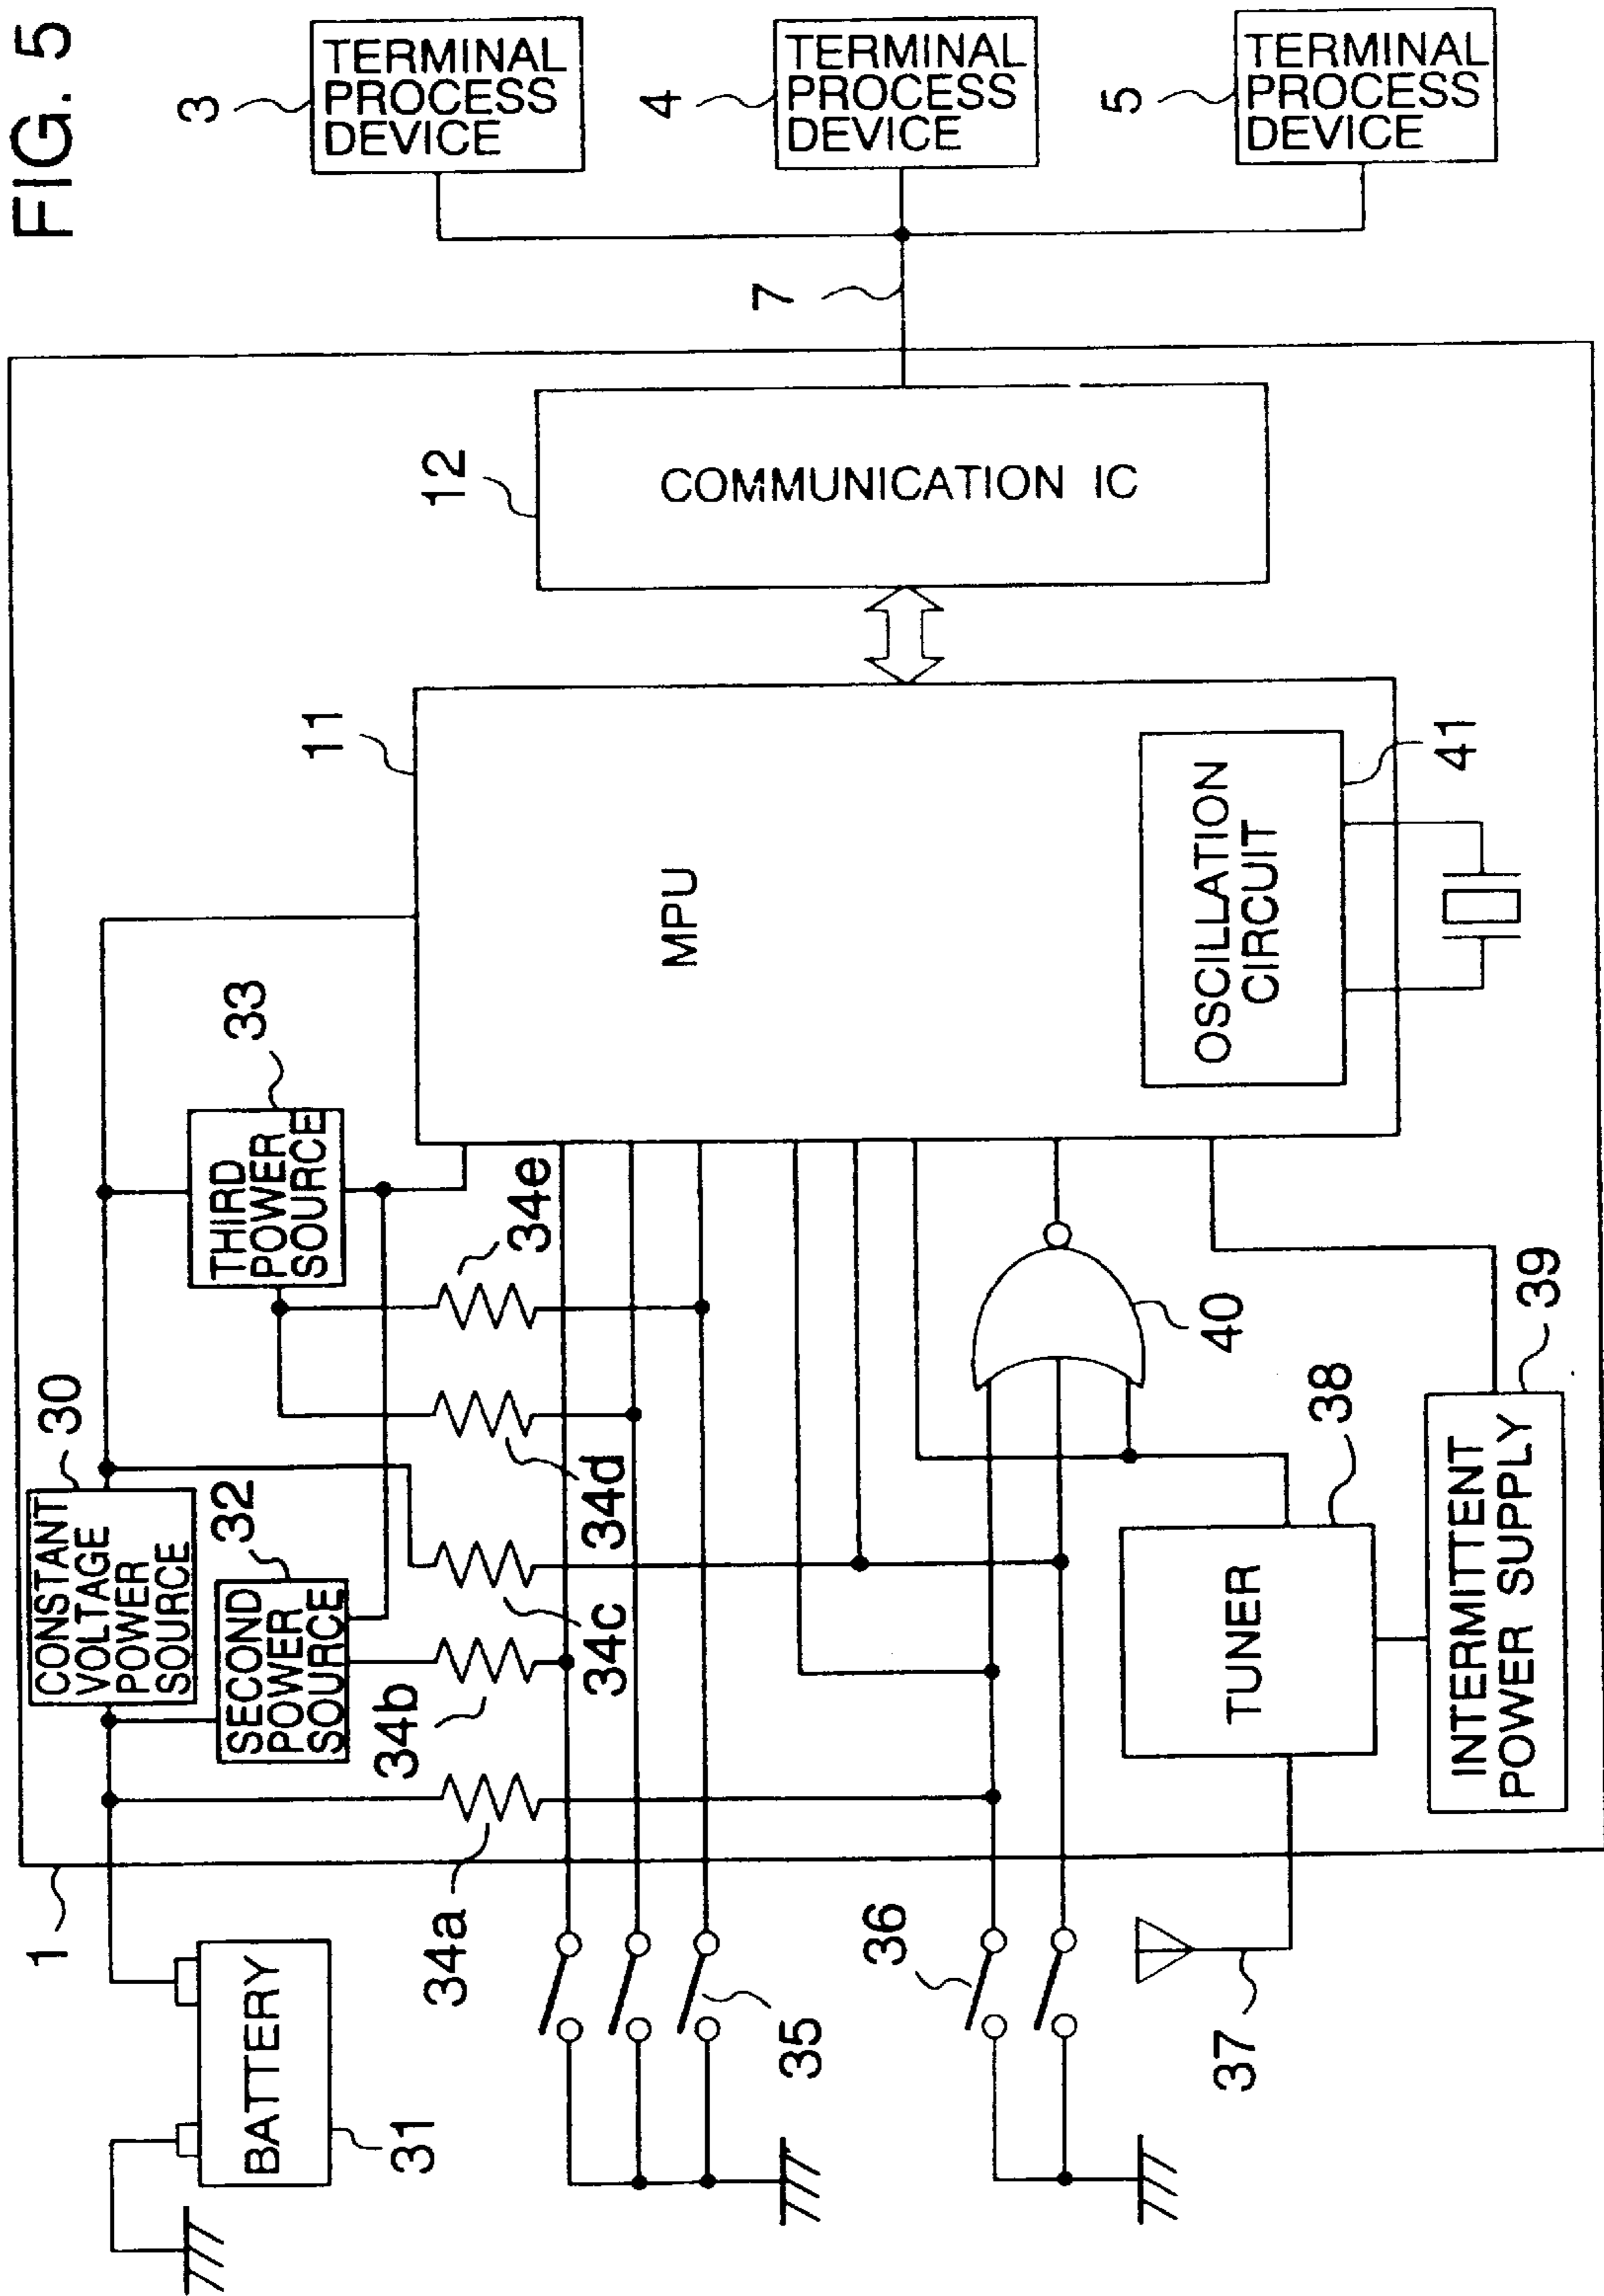 FIG. 5
3
TERMINAL
PROCESS
DEVICE
4
TERMINAL
PROCESS
DEVICE
5
TERMINAL
PROCESS
DEVICE
7
12
COMMUNICATION IC
11
MPU
OSCILLATION
CIRCUIT
41
33
THIRD
POWER
SOURCE
30
CONSTANT
VOLTAGE
POWER
SOURCE
32
SECOND
POWER
SOURCE
34e
34d
34c
34b
34a
40
38
TUNER
39
INTERMITTENT
POWER SUPPLY
1
BATTERY
31
35
36
37